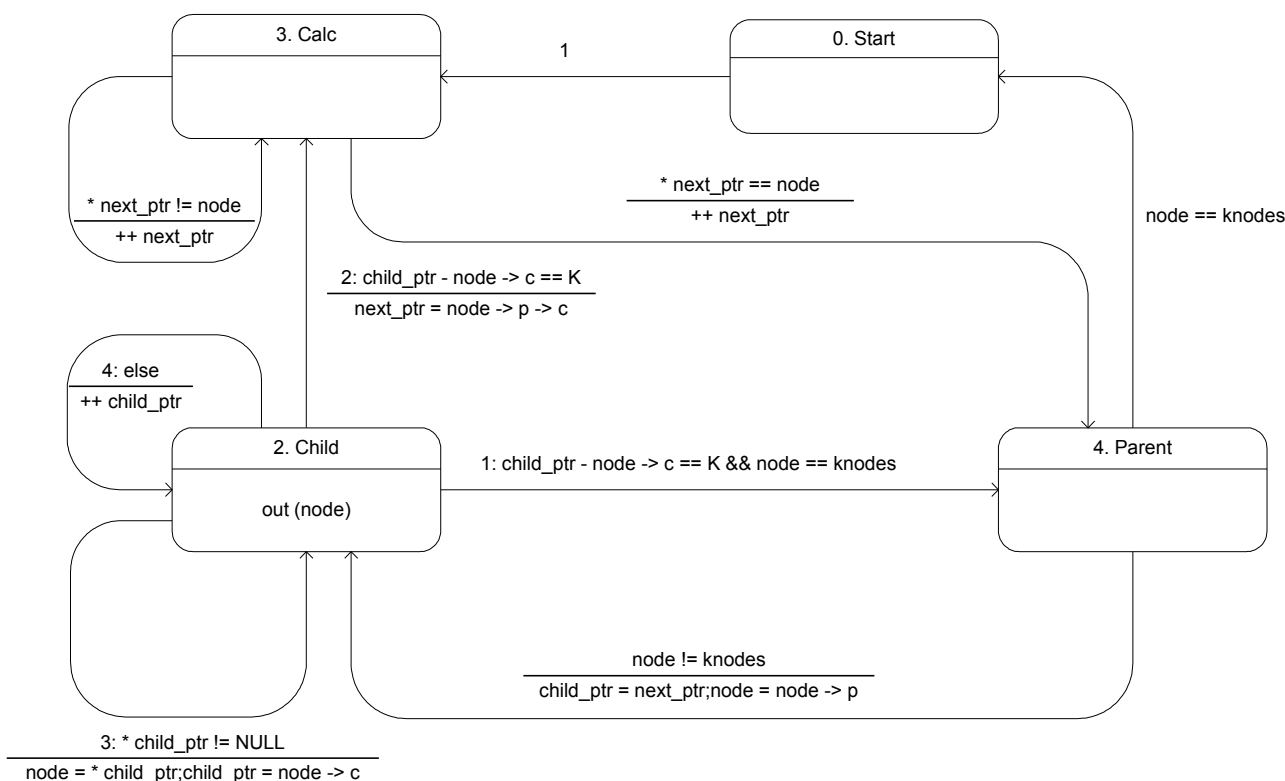 3. Calc
0. Start
1
* next_ptr != node
++ next_ptr
* next_ptr == node
++ next_ptr
node == knodes
2: child_ptr - node -> c == K
next_ptr = node -> p -> c
4: else
++ child_ptr
2. Child
out (node)
1: child_ptr - node -> c == K && node == knodes
4. Parent
node != knodes
child_ptr = next_ptr;node = node -> p
3: * child_ptr != NULL
node = * child_ptr;child_ptr = node -> c